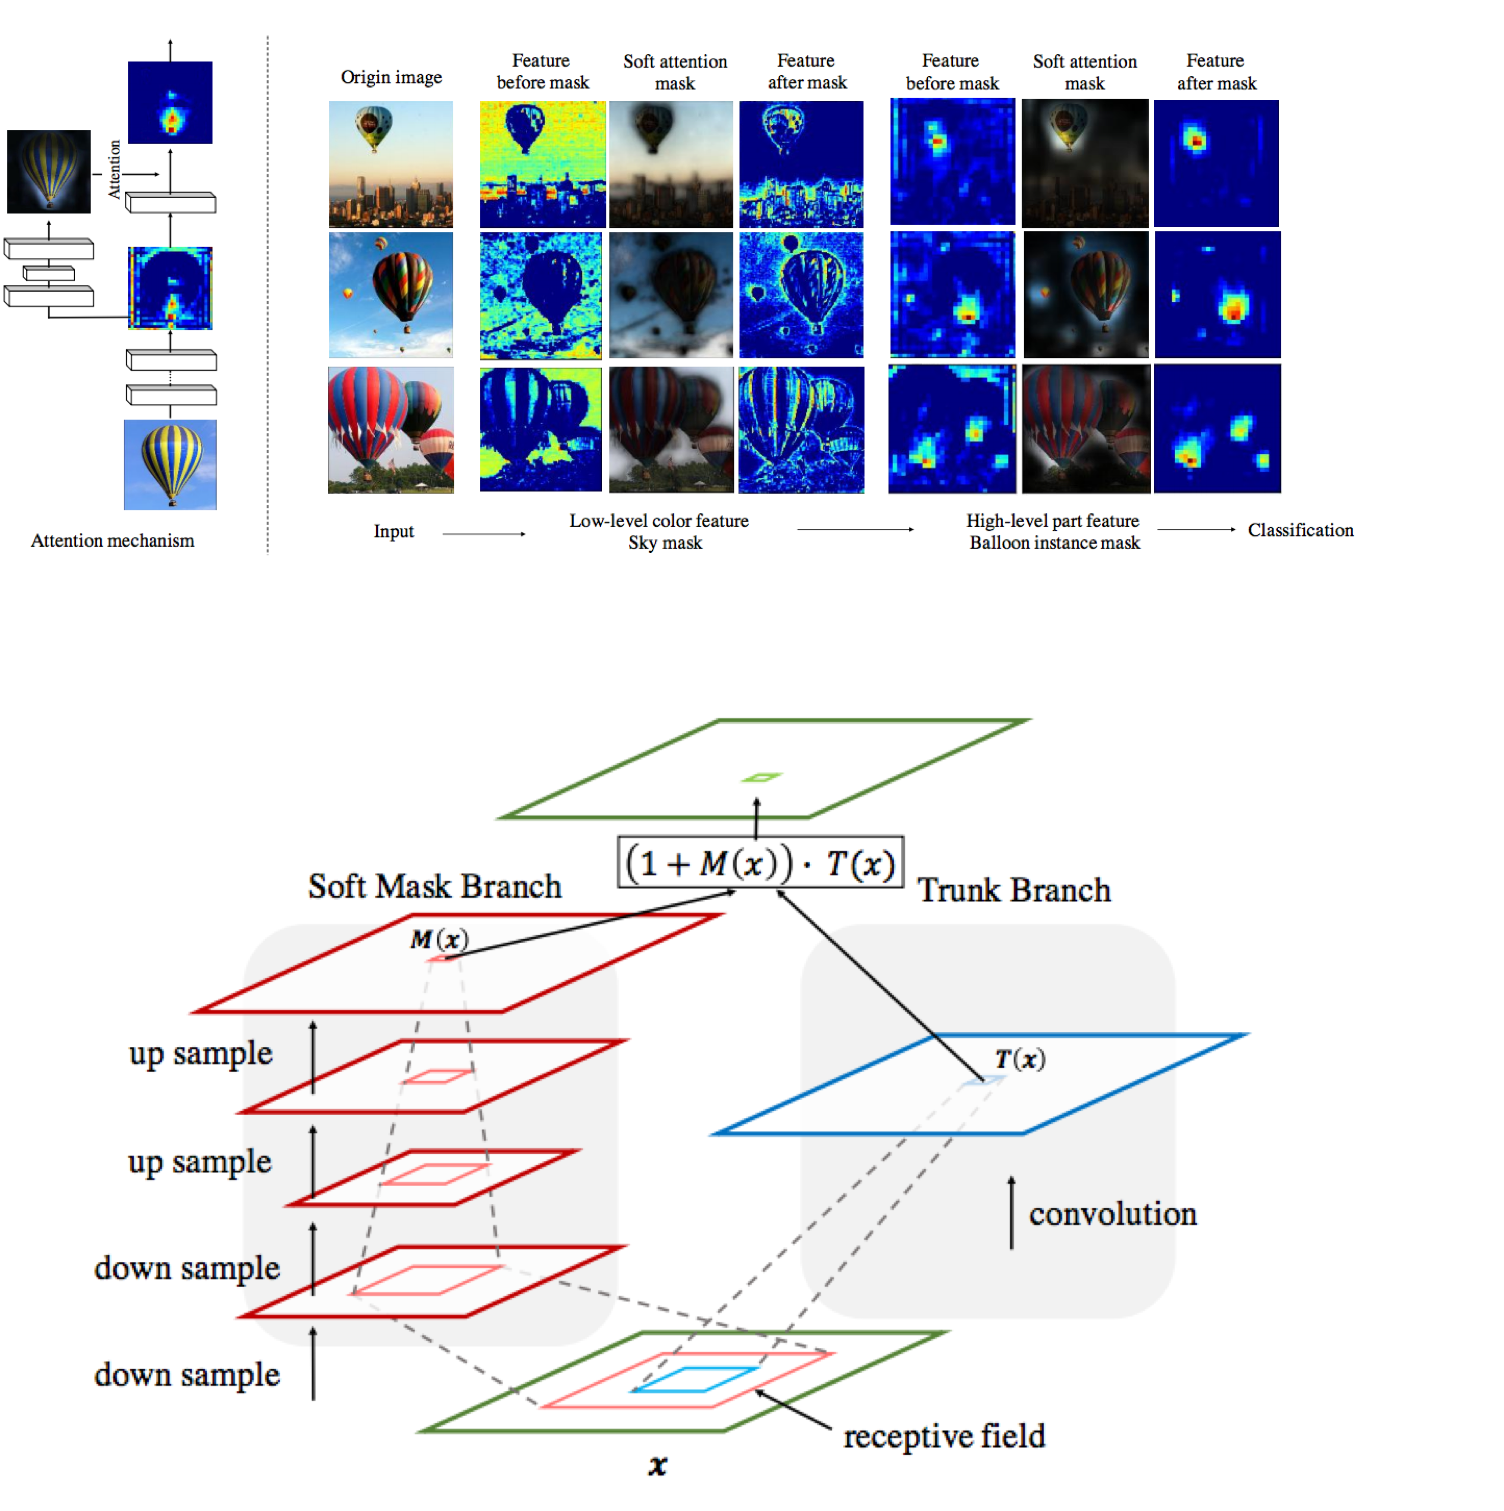 Attention
Attention mechanism
Origin image
Feature
before mask
Soft attention
mask
Feature
after mask
Feature
before mask
Soft attention
mask
Feature
after mask
Input
Low-level color feature
Sky mask
High-level part feature
Balloon instance mask
Classification
(1 + M(x)) · T(x)
Soft Mask Branch
Trunk Branch
M(x)
up sample
T(x)
up sample
convolution
down sample
down sample
receptive field
x